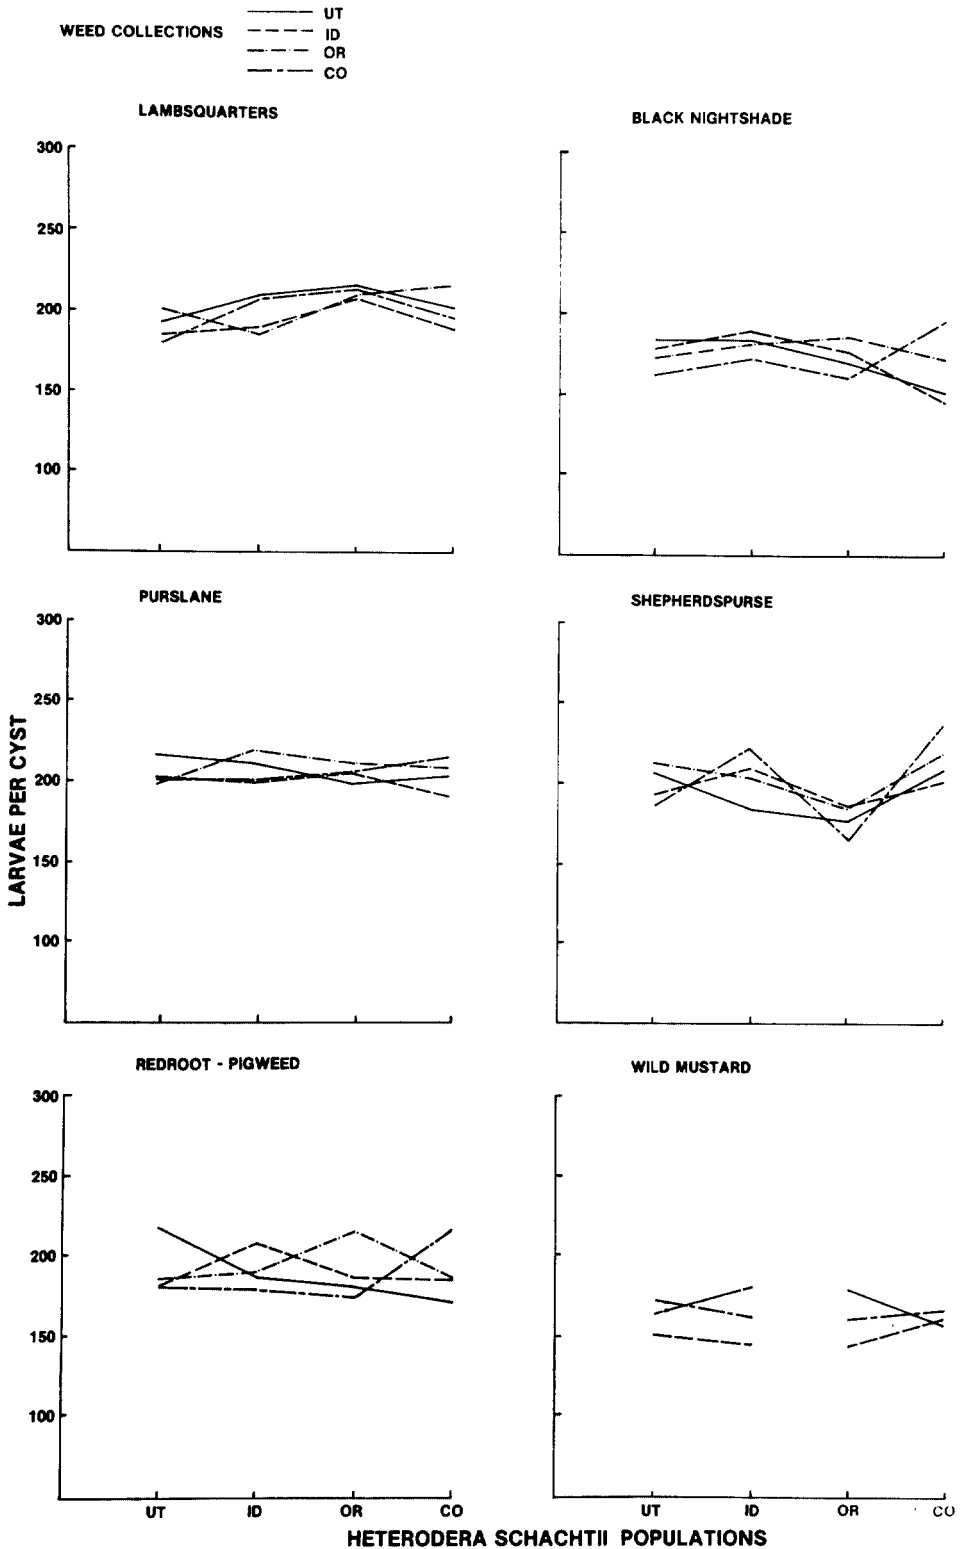 WEED COLLECTIONS
UT
ID
OR
CO
LAMBSQUARTERS
300
250
200
150
100
BLACK NIGHTSHADE
PURSLANE
300
250
200
150
100
SHEPHERDSPURSE
LARVAE PER CYST
REDROOT - PIGWEED
300
250
200
150
100
UT ID OR CO
WILD MUSTARD
UT ID OR CO
HETERODERA SCHACHTII POPULATIONS